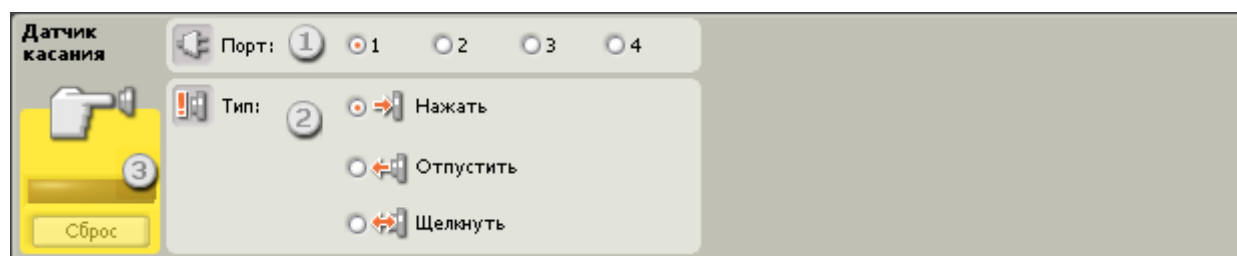 Датчик
касания
Порт: 1 1 2 3 4
Тип: 2 Нажать
Отпустить
Щелкнуть
3
Сброс